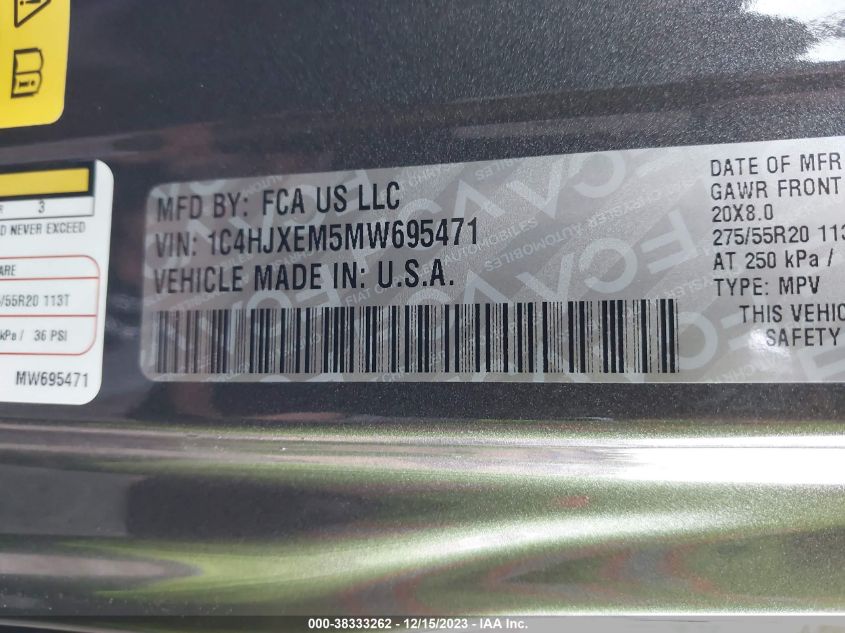 R 3
D NEVER EXCEED
ARE
/55R20 113T
kPa / 36 PSI
MW695471
MFD BY: FCA US LLC
VIN: 1C4HJXEM5MW695471
VEHICLE MADE IN: U.S.A.
DATE OF MFR
GAWR FRONT
20X8.0
275/55R20 113
AT 250 kPa /
TYPE: MPV
THIS VEHIC
SAFETY
000-38333262 - 12/15/2023 - IAA Inc.